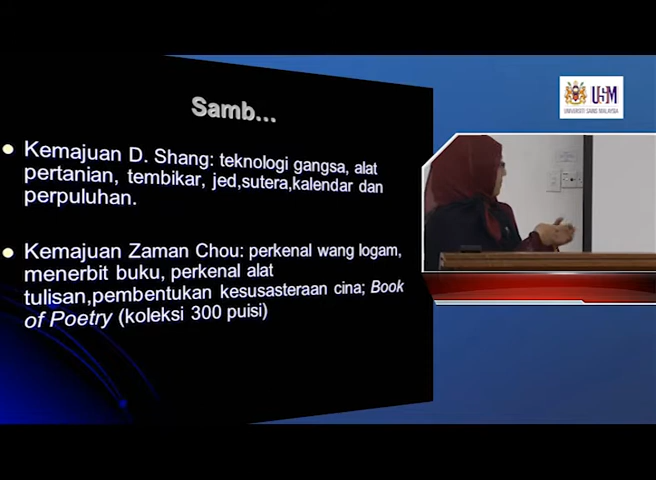 Samb...
Kemajuan D. Shang: teknologi gangsa, alat
pertanian, tembikar, jed,sutera,kalendar dan
perpuluhan.
Kemajuan Zaman Chou: perkenal wang logam,
menerbit buku, perkenal alat
tulisan,pembentukan kesusasteraan cina; Book
of Poetry (koleksi 300 puisi)
USM
UNIVERSITI SAINS MALAYSIA